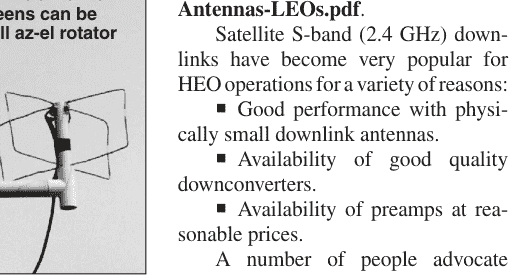 eens can be
ll az-el rotator
Antennas-LEOs.pdf.
Satellite S-band (2.4 GHz) down-
links have become very popular for
HEO operations for a variety of reasons:
■ Good performance with physi-
cally small downlink antennas.
■ Availability of good quality
downconverters.
■ Availability of preamps at rea-
sonable prices.
A number of people advocate